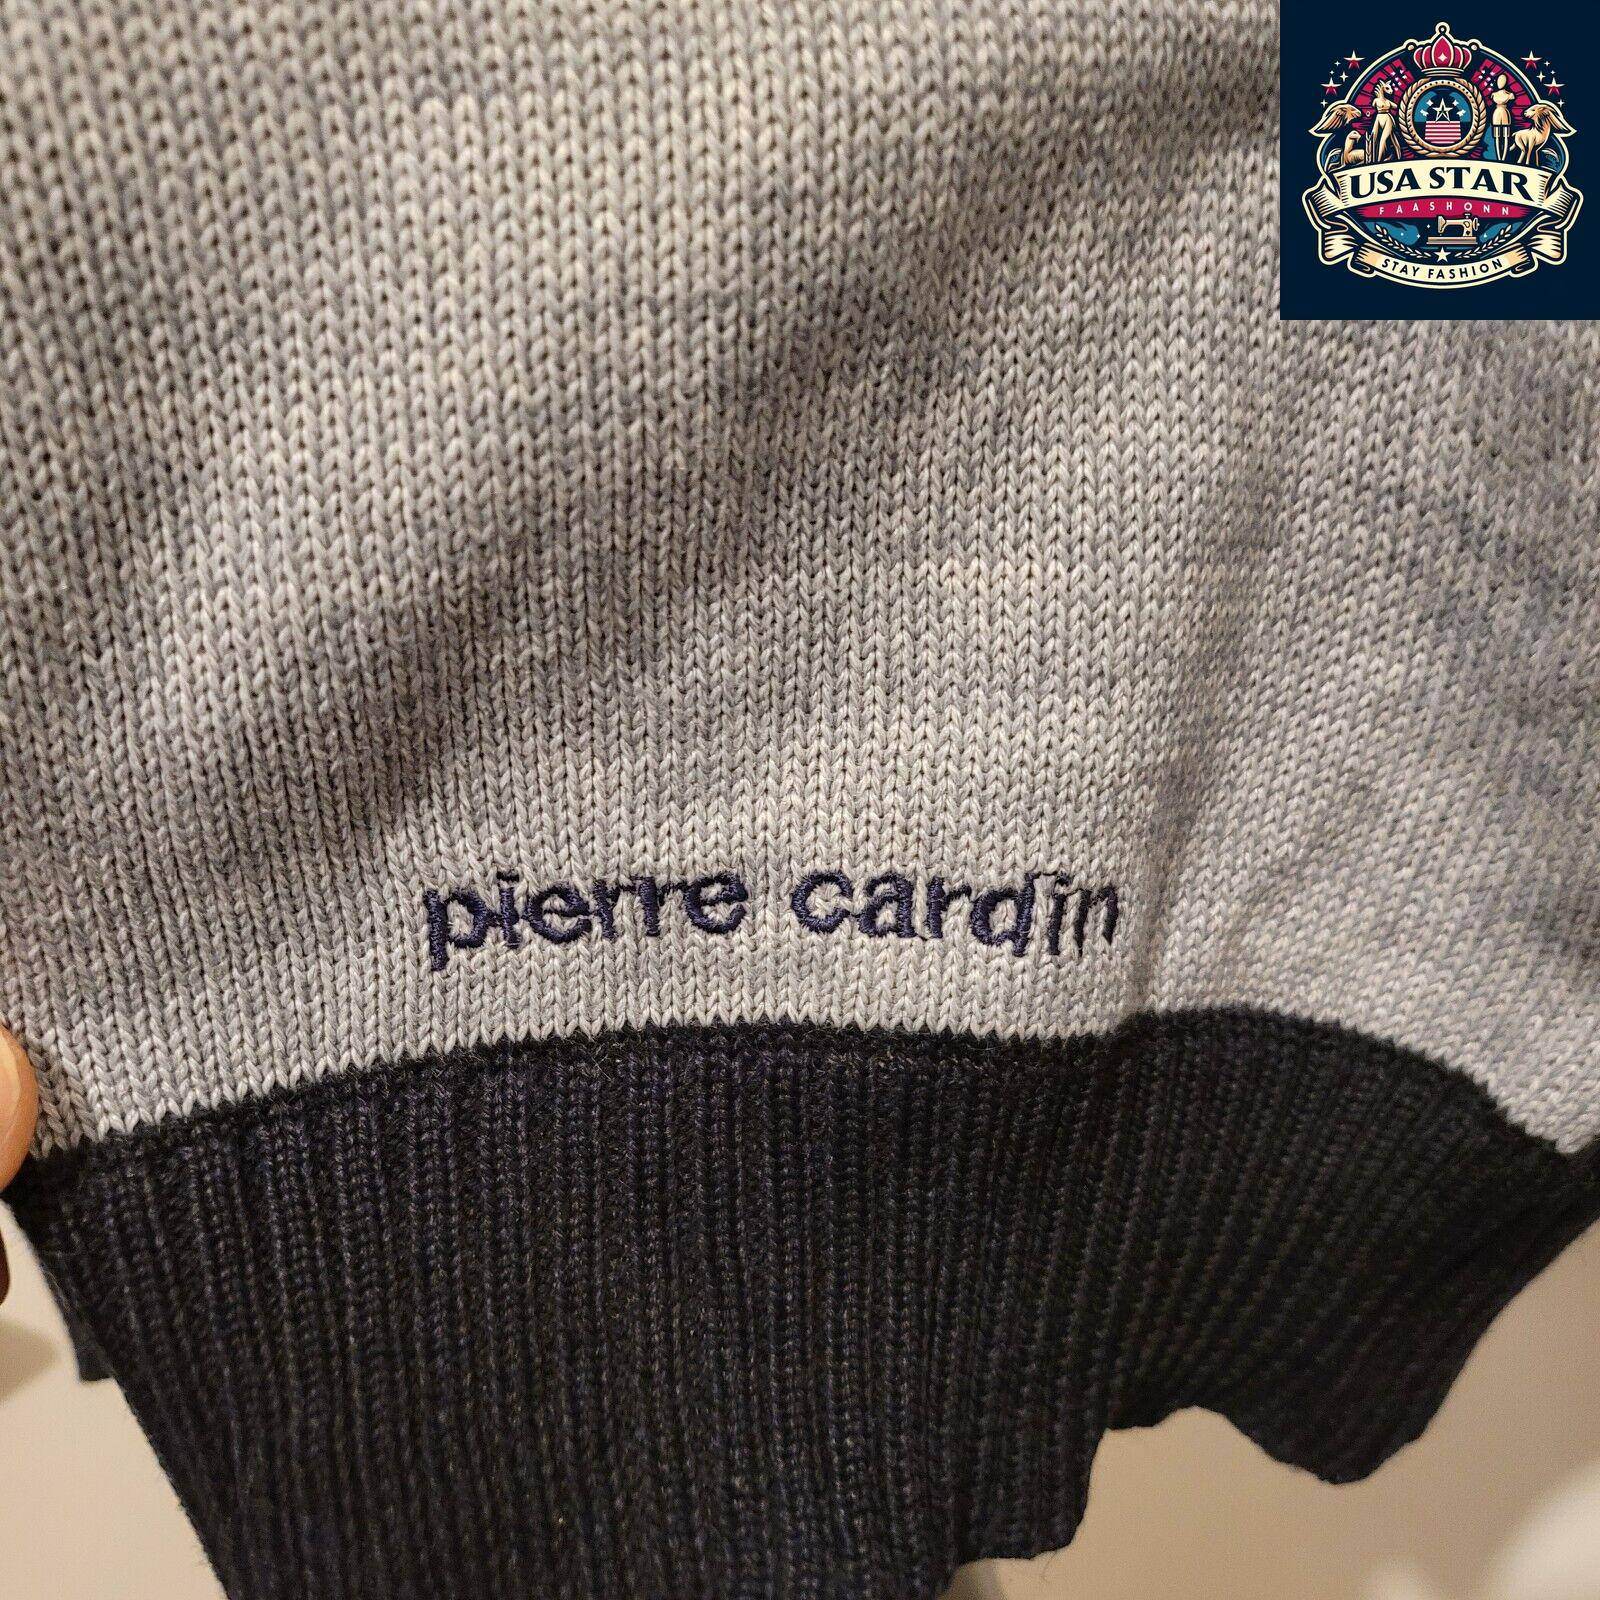 USA STAR
FAASHONN
STAY FASHION
pierre cardin